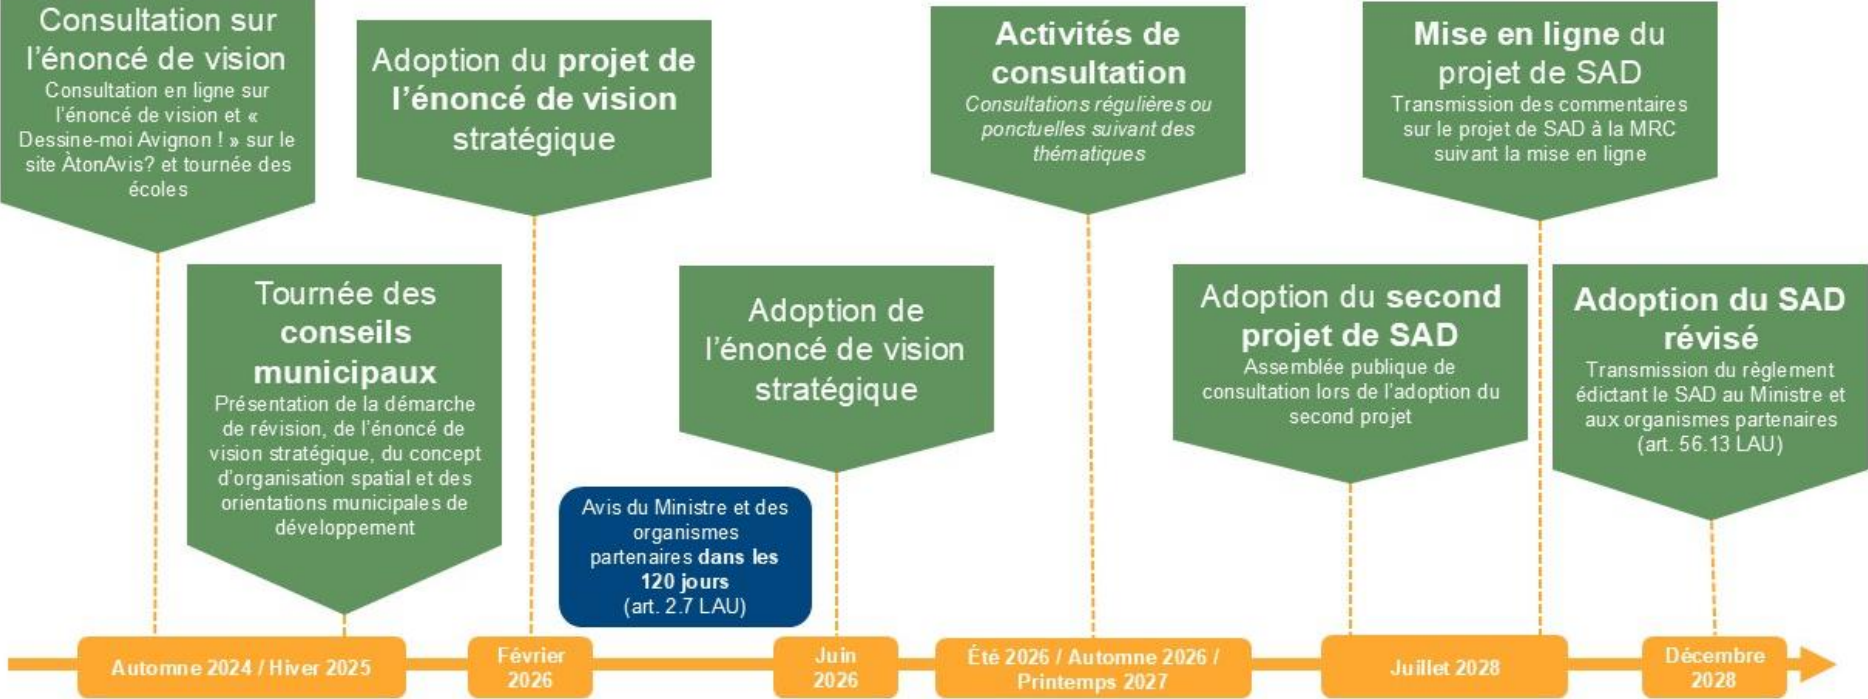 Consultation sur
l’énoncé de vision
Consultation en ligne sur
l’énoncé de vision et «
Dessine-moi Avignon ! » sur le
site ÀtonAvis? et tournée des
écoles
Tournée des
conseils
municipaux
Présentation de la démarche
de révision, de l’énoncé de
vision stratégique, du concept
d’organisation spatial et des
orientations municipales de
développement
Adoption du projet de
l’énoncé de vision
stratégique
Avis du Ministre et des
organismes
partenaires dans les
120 jours
(art. 2.7 LAU)
Adoption de
l’énoncé de vision
stratégique
Activités de
consultation
Consultations régulières ou
ponctuelles suivant des
thématiques
Adoption du second
projet de SAD
Assemblée publique de
consultation lors de l’adoption du
second projet
Mise en ligne du
projet de SAD
Transmission des commentaires
sur le projet de SAD à la MRC
suivant la mise en ligne
Adoption du SAD
révisé
Transmission du règlement
édictant le SAD au Ministre et
aux organismes partenaires
(art. 56.13 LAU)
Automne 2024 / Hiver 2025
Février
2026
Juin
2026
Été 2026 / Automne 2026 /
Printemps 2027
Juillet 2028
Décembre
2028